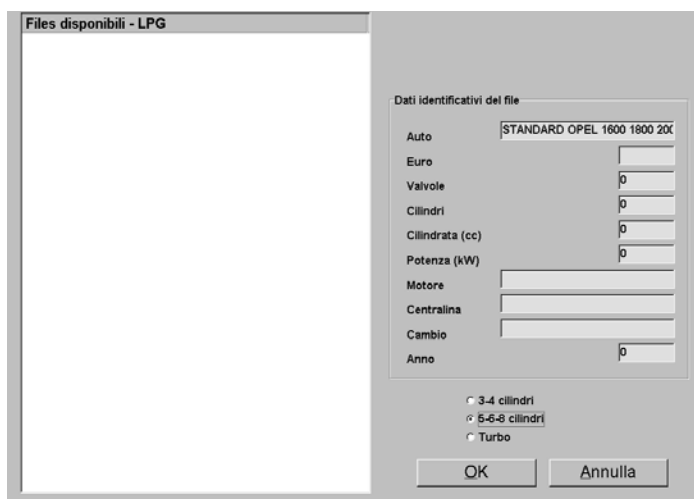 Files disponibili - LPG
Dati identificativi del file
Auto STANDARD OPEL 1600 1800 200
Euro
Valvole 0
Cilindri 0
Cilindrata (cc) 0
Potenza (kW) 0
Motore
Centralina
Cambio
Anno 0
3-4 cilindri
5-6-8 cilindri
Turbo
OK Annulla